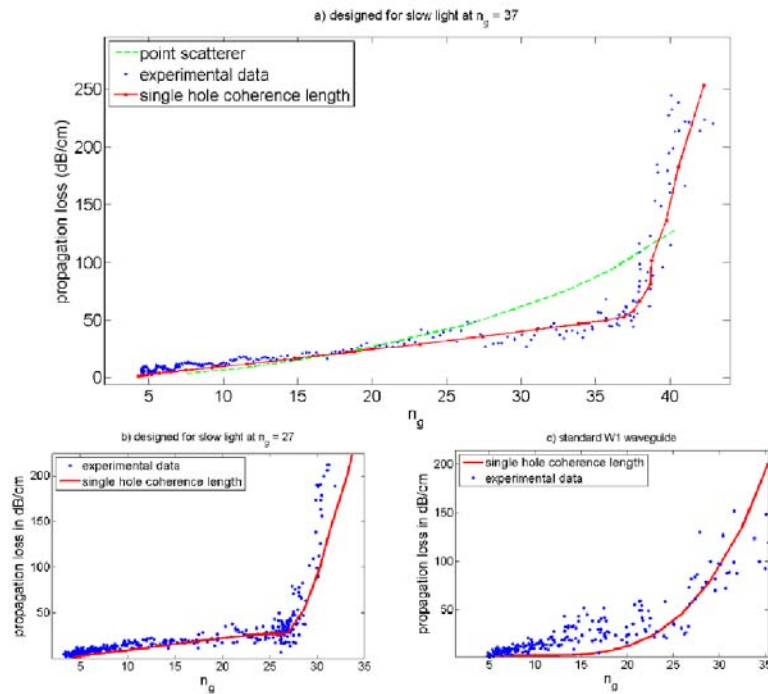 a) designed for slow light at ng = 37
point scatterer
experimental data
single hole coherence length
propagation loss (dB/cm)
250
200
150
100
50
0
5 10 15 20 25 30 35 40
ng
b) designed for slow light at ng = 27
experimental data
single hole coherence length
propagation loss in dB/cm
200
150
100
50
5 10 15 20 25 30 35
ng
c) standard W1 waveguide
single hole coherence length
experimental data
propagation loss in dB/cm
200
150
100
50
5 10 15 20 25 30 35
ng